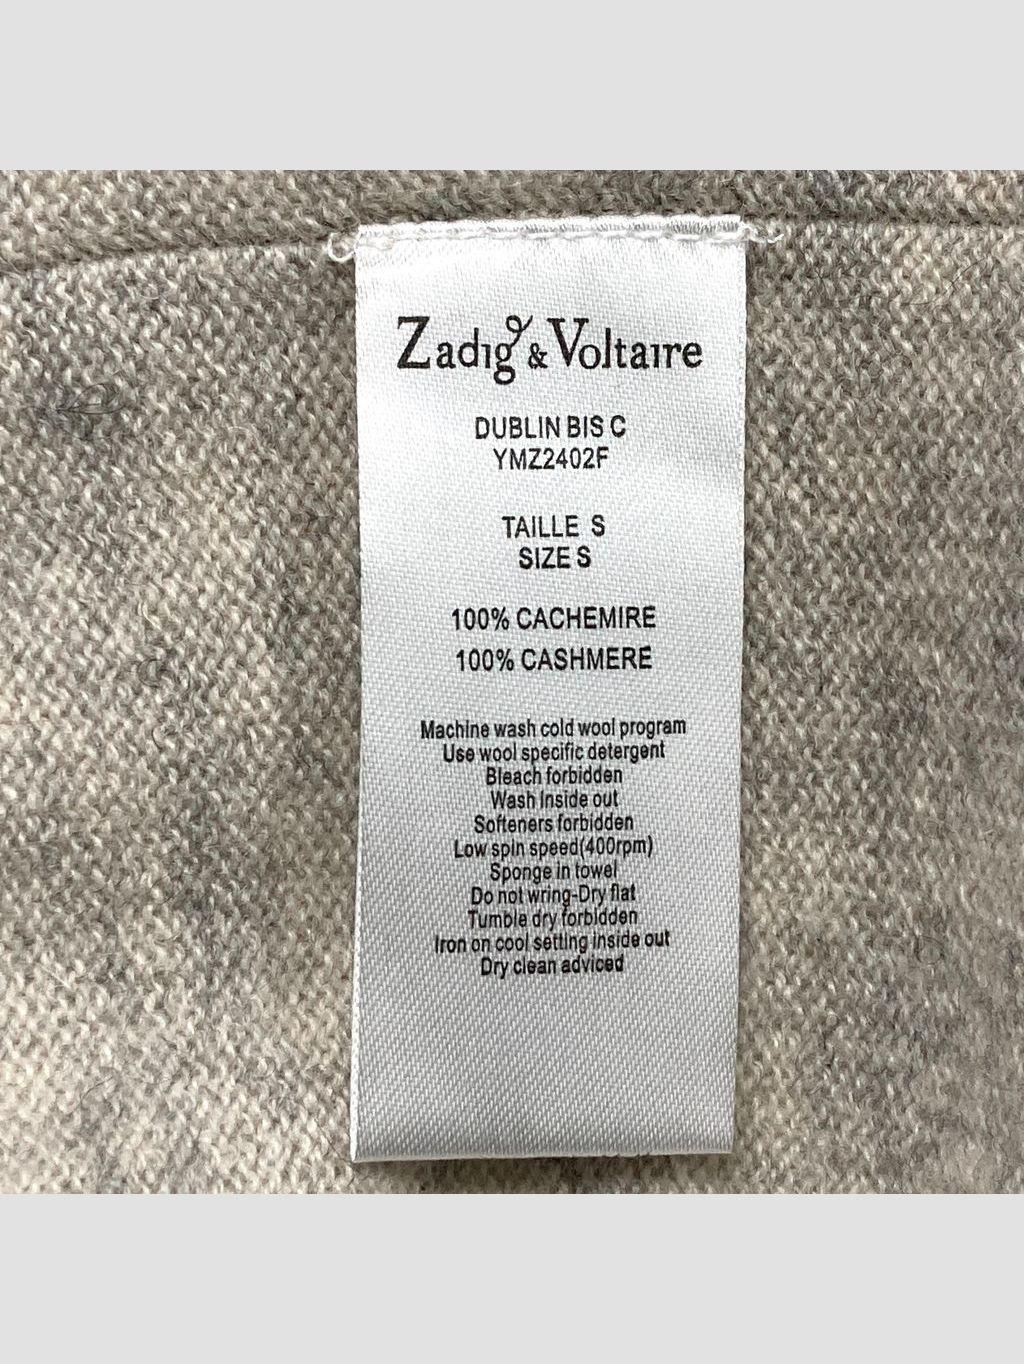 Zadig & Voltaire
DUBLIN BIS C
YMZ2402F
TAILLE S
SIZE S
100% CACHEMIRE
100% CASHMERE
Machine wash cold wool program
Use wool specific detergent
Bleach forbidden
Wash inside out
Softeners forbidden
Low spin speed(400rpm)
Sponge in towel
Do not wring-Dry flat
Tumble dry forbidden
Iron on cool setting inside out
Dry clean adviced